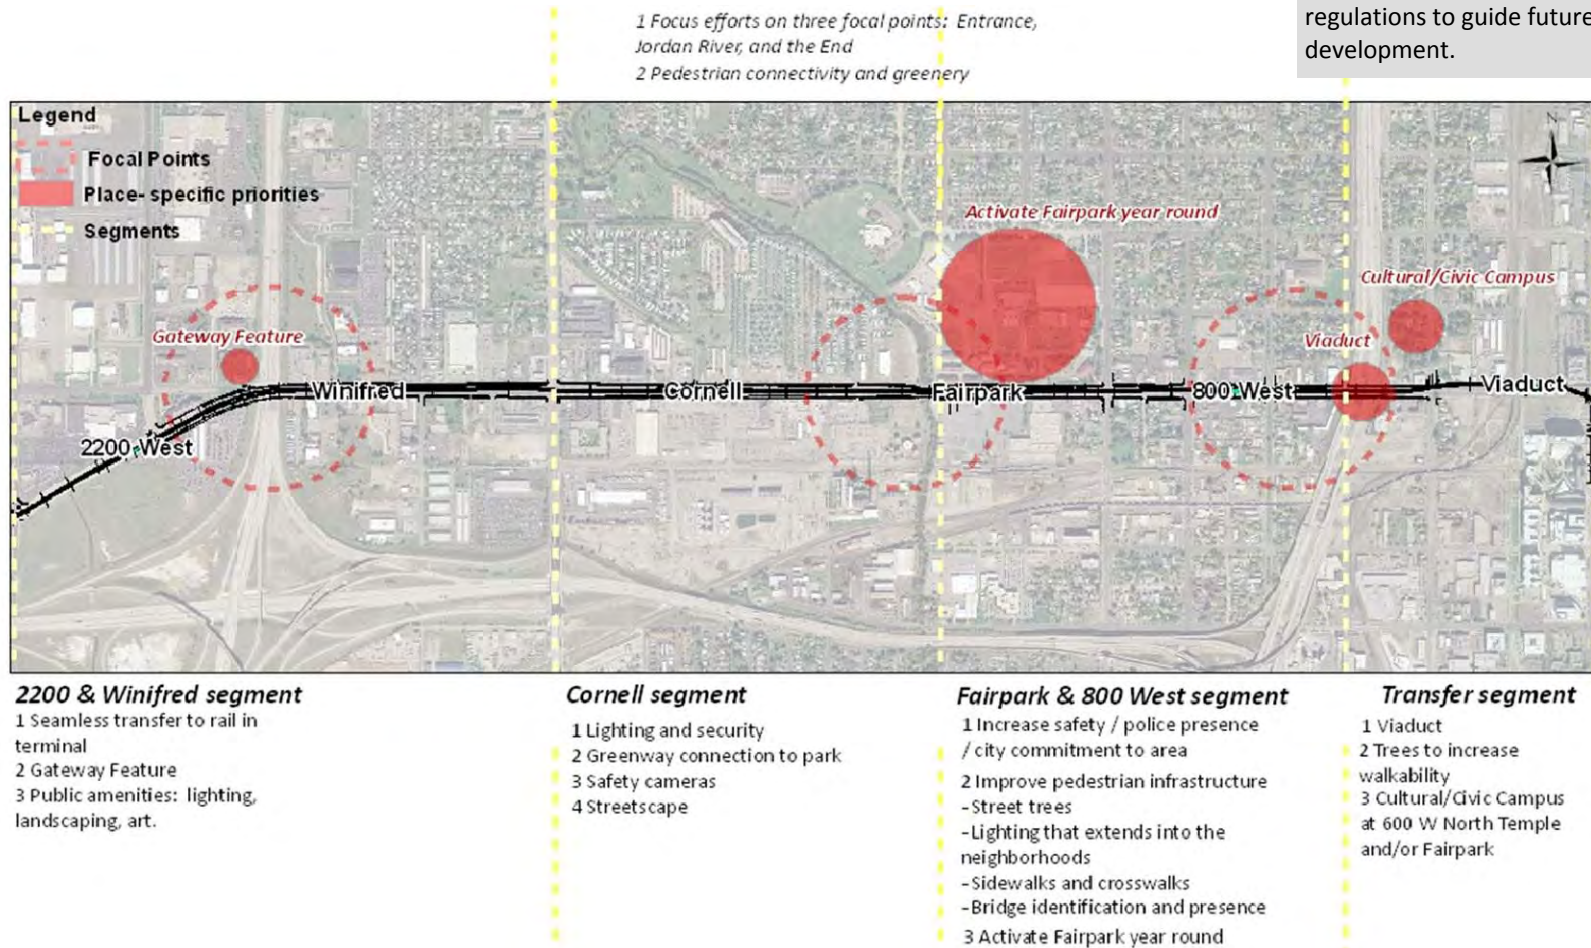 regulations to guide future
development.
1 Focus efforts on three focal points: Entrance,
Jordan River, and the End
2 Pedestrian connectivity and greenery
Legend
Focal Points
Place- specific priorities
Segments
N
Activate Fairpark year round
Cultural/Civic Campus
Gateway Feature
Viaduct
2200 West
Winifred
Cornell
Fairpark
800 West
Viaduct
2200 & Winifred segment
1 Seamless transfer to rail in
terminal
2 Gateway Feature
3 Public amenities: lighting,
landscaping, art.
Cornell segment
1 Lighting and security
2 Greenway connection to park
3 Safety cameras
4 Streetscape
Fairpark & 800 West segment
1 Increase safety / police presence
/ city commitment to area
2 Improve pedestrian infrastructure
-Street trees
-Lighting that extends into the
neighborhoods
-Sidewalks and crosswalks
-Bridge identification and presence
3 Activate Fairpark year round
Transfer segment
1 Viaduct
2 Trees to increase
walkability
3 Cultural/Civic Campus
at 600 W North Temple
and/or Fairpark